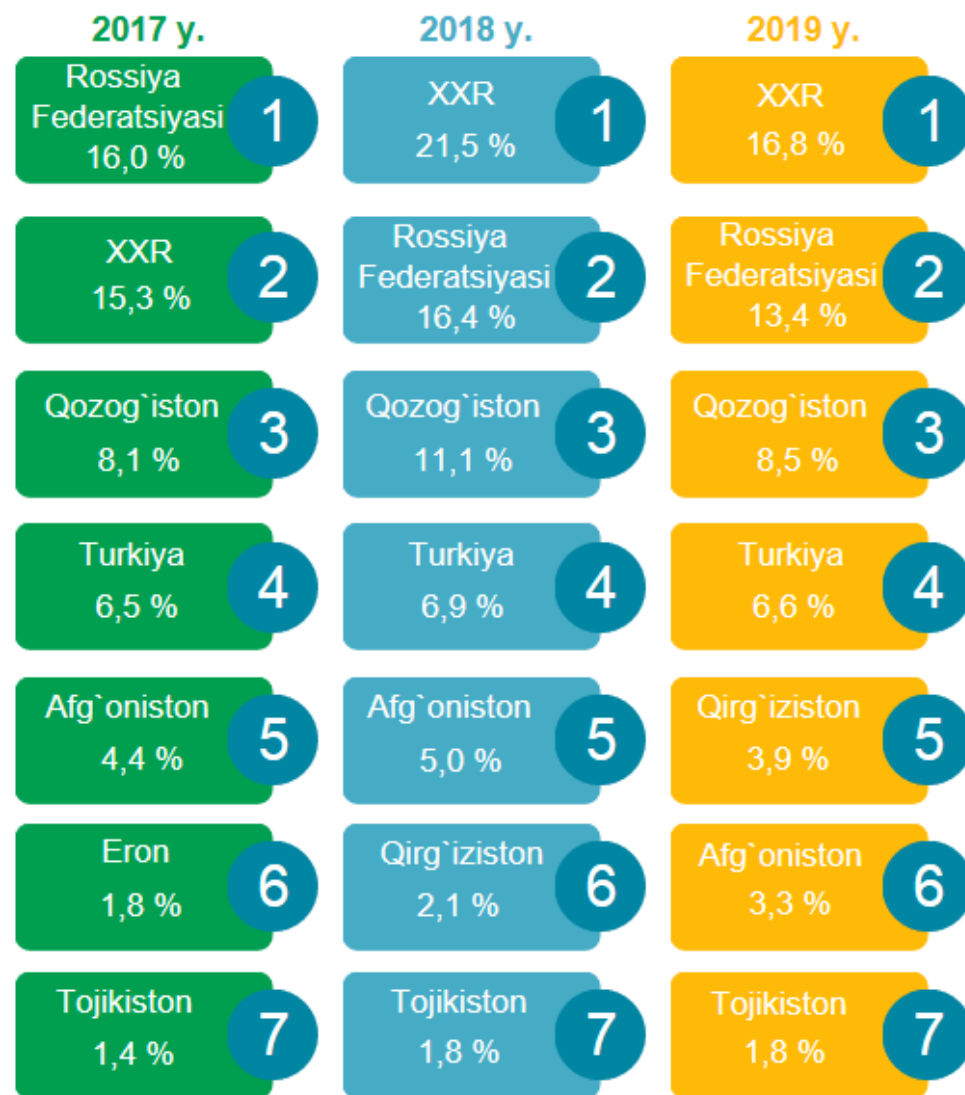 2017 y.
2018 y.
2019 y.
Rossiya
Federatsiyasi
16,0 %
1
XXR
21,5 %
1
XXR
16,8 %
1
XXR
15,3 %
2
Rossiya
Federatsiyasi
16,4 %
2
Rossiya
Federatsiyasi
13,4 %
2
Qozog`iston
8,1 %
3
Qozog`iston
11,1 %
3
Qozog`iston
8,5 %
3
Turkiya
6,5 %
4
Turkiya
6,9 %
4
Turkiya
6,6 %
4
Afg`oniston
4,4 %
5
Afg`oniston
5,0 %
5
Qirg`iziston
3,9 %
5
Eron
1,8 %
6
Qirg`iziston
2,1 %
6
Afg`oniston
3,3 %
6
Tojikiston
1,4 %
7
Tojikiston
1,8 %
7
Tojikiston
1,8 %
7